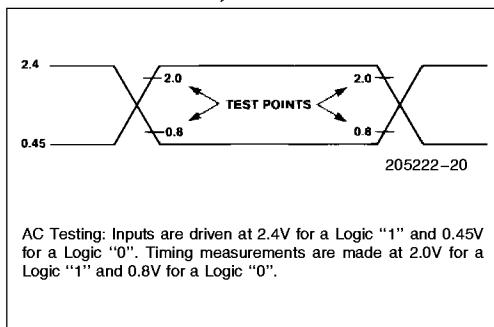 2.4
2.0
2.0
TEST POINTS
0.8
0.8
0.45
205222–20
AC Testing: Inputs are driven at 2.4V for a Logic ‘‘1’’ and 0.45V
for a Logic ‘‘0’’. Timing measurements are made at 2.0V for a
Logic ‘‘1’’ and 0.8V for a Logic ‘‘0’’.